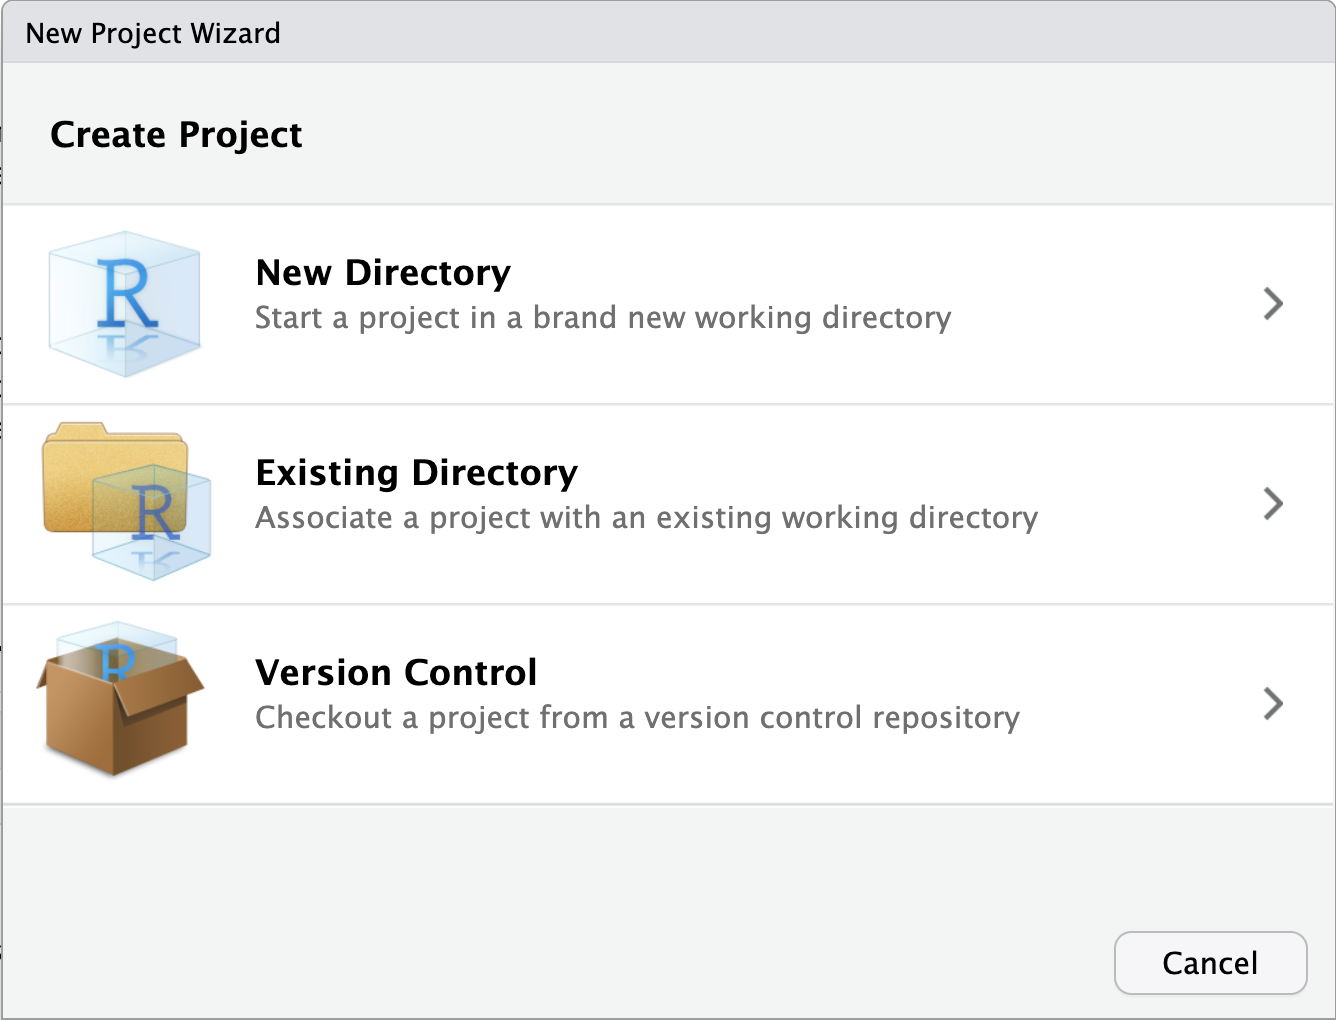 New Project Wizard
Create Project
R
New Directory
Start a project in a brand new working directory
R
Existing Directory
Associate a project with an existing working directory
R
Version Control
Checkout a project from a version control repository
Cancel